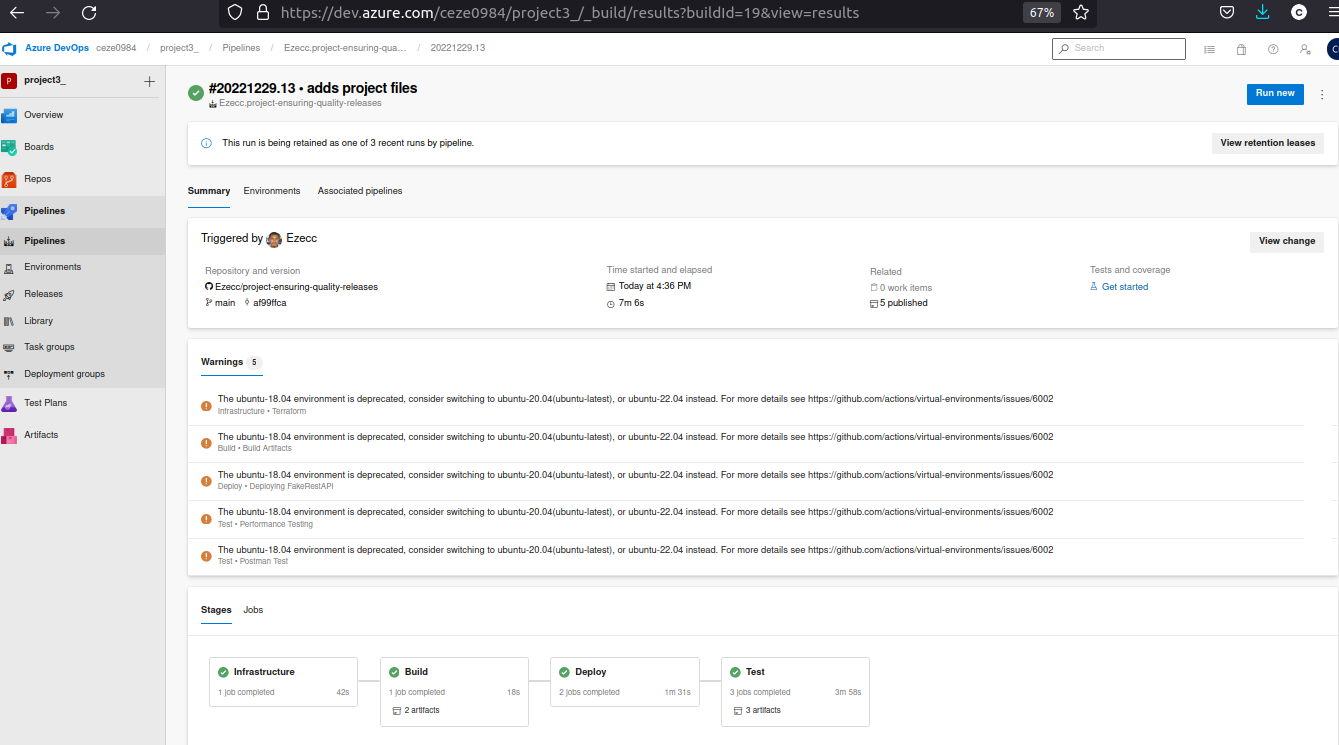 https://dev.azure.com/ceze0984/project3_/_build/results?buildId=19&view=results
67%
C
Azure DevOps ceze0984 / project3_ / Pipelines / Ezecc.project-ensuring-qua... / 20221229.13
Search
C
P project3_
Overview
Boards
Repos
Pipelines
Pipelines
Environments
Releases
Library
Task groups
Deployment groups
Test Plans
Artifacts
#20221229.13 • adds project files
Ezecc.project-ensuring-quality-releases
Run new
This run is being retained as one of 3 recent runs by pipeline.
View retention leases
Summary Environments Associated pipelines
Triggered by Ezecc
View change
Repository and version
Ezecc/project-ensuring-quality-releases
main af99ffca
Time started and elapsed
Today at 4:36 PM
7m 6s
Related
0 work items
5 published
Tests and coverage
Get started
Warnings 5
The ubuntu-18.04 environment is deprecated, consider switching to ubuntu-20.04(ubuntu-latest), or ubuntu-22.04 instead. For more details see https://github.com/actions/virtual-environments/issues/6002
Infrastructure • Terraform
The ubuntu-18.04 environment is deprecated, consider switching to ubuntu-20.04(ubuntu-latest), or ubuntu-22.04 instead. For more details see https://github.com/actions/virtual-environments/issues/6002
Build • Build Artifacts
The ubuntu-18.04 environment is deprecated, consider switching to ubuntu-20.04(ubuntu-latest), or ubuntu-22.04 instead. For more details see https://github.com/actions/virtual-environments/issues/6002
Deploy • Deploying FakeRestAPI
The ubuntu-18.04 environment is deprecated, consider switching to ubuntu-20.04(ubuntu-latest), or ubuntu-22.04 instead. For more details see https://github.com/actions/virtual-environments/issues/6002
Test • Performance Testing
The ubuntu-18.04 environment is deprecated, consider switching to ubuntu-20.04(ubuntu-latest), or ubuntu-22.04 instead. For more details see https://github.com/actions/virtual-environments/issues/6002
Test • Postman Test
Stages Jobs
Infrastructure
1 job completed 42s
Build
1 job completed 18s
2 artifacts
Deploy
2 jobs completed 1m 31s
Test
3 jobs completed 3m 58s
3 artifacts